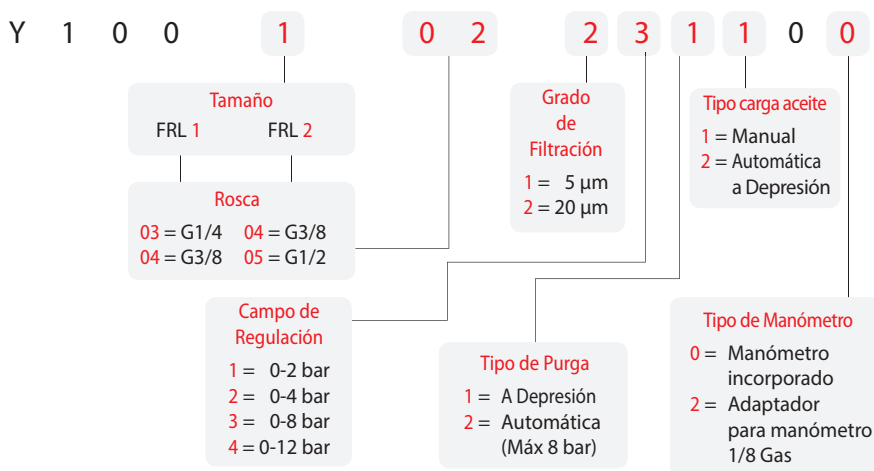 Y 1 0 0 1 0 2 2 3 1 1 0 0
Tamaño
FRL 1 FRL 2
Rosca
03 = G1/4 04 = G3/8
04 = G3/8 05 = G1/2
Campo de
Regulación
1 = 0-2 bar
2 = 0-4 bar
3 = 0-8 bar
4 = 0-12 bar
Grado
de
Filtración
1 = 5 µm
2 = 20 µm
Tipo de Purga
1 = A Depresión
2 = Automática
(Máx 8 bar)
Tipo carga aceite
1 = Manual
2 = Automática
a Depresión
Tipo de Manómetro
0 = Manómetro
incorporado
2 = Adaptador
para manómetro
1/8 Gas